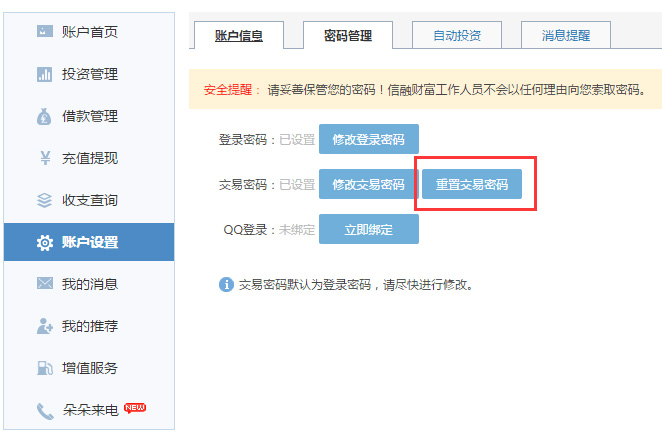 账户首页
投资管理
借款管理
充值提现
收支查询
账户设置
我的消息
我的推荐
增值服务
朵朵来电 NEW
账户信息 密码管理 自动投资 消息提醒
安全提醒： 请妥善保管您的密码！信融财富工作人员不会以任何理由向您索取密码。
登录密码：已设置 修改登录密码
交易密码：已设置 修改交易密码 重置交易密码
QQ登录：未绑定 立即绑定
交易密码默认为登录密码，请尽快进行修改。